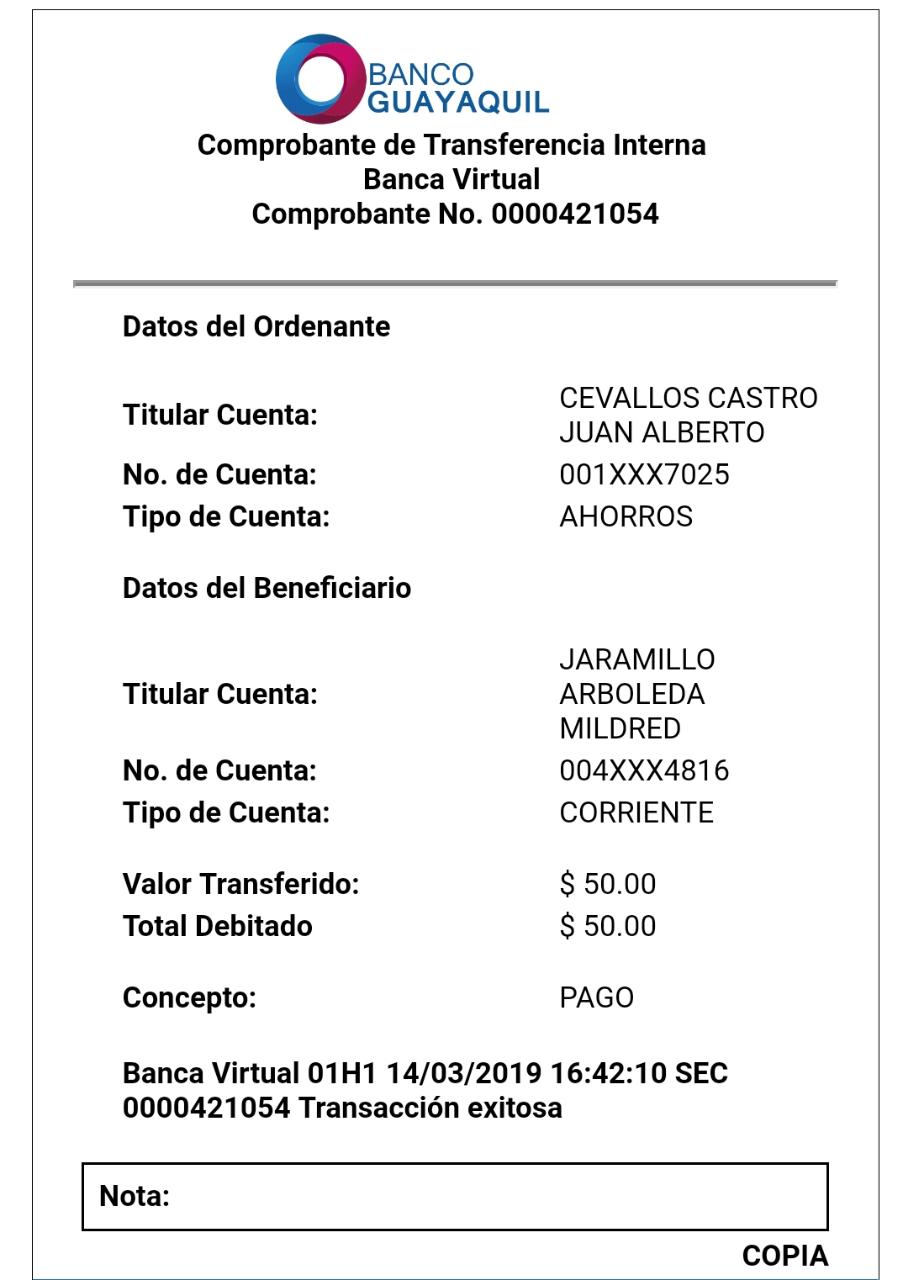 BANCO
GUAYAQUIL
Comprobante de Transferencia Interna
Banca Virtual
Comprobante No. 0000421054
Datos del Ordenante
Titular Cuenta: CEVALLOS CASTRO
JUAN ALBERTO
No. de Cuenta: 001XXX7025
Tipo de Cuenta: AHORROS
Datos del Beneficiario
Titular Cuenta: JARAMILLO
ARBOLEDA
MILDRED
No. de Cuenta: 004XXX4816
Tipo de Cuenta: CORRIENTE
Valor Transferido: $ 50.00
Total Debitado $ 50.00
Concepto: PAGO
Banca Virtual 01H1 14/03/2019 16:42:10 SEC
0000421054 Transacción exitosa
Nota:
COPIA